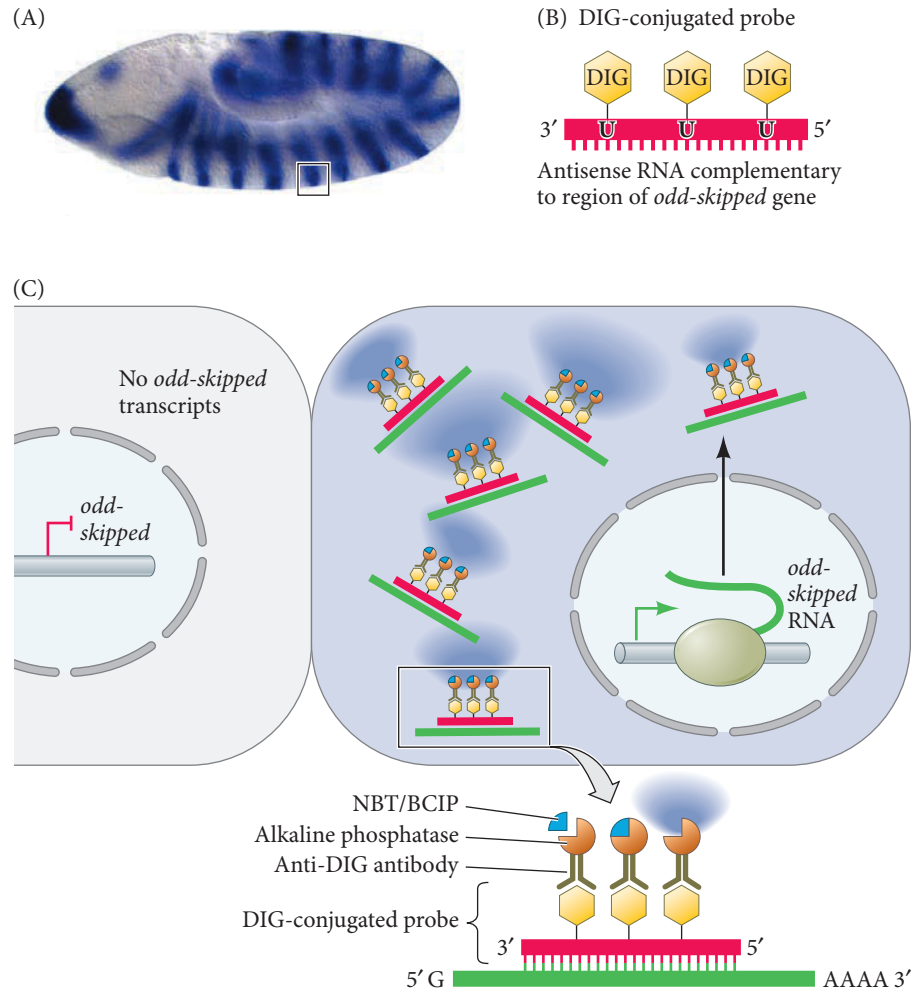 (A)
(B) DIG-conjugated probe
DIG DIG DIG
3′ U U U 5′
Antisense RNA complementary
to region of odd-skipped gene
(C)
No odd-skipped
transcripts
odd-
skipped
odd-
skipped
RNA
NBT/BCIP
Alkaline phosphatase
Anti-DIG antibody
DIG-conjugated probe
3′ 5′
5′ G AAAA 3′